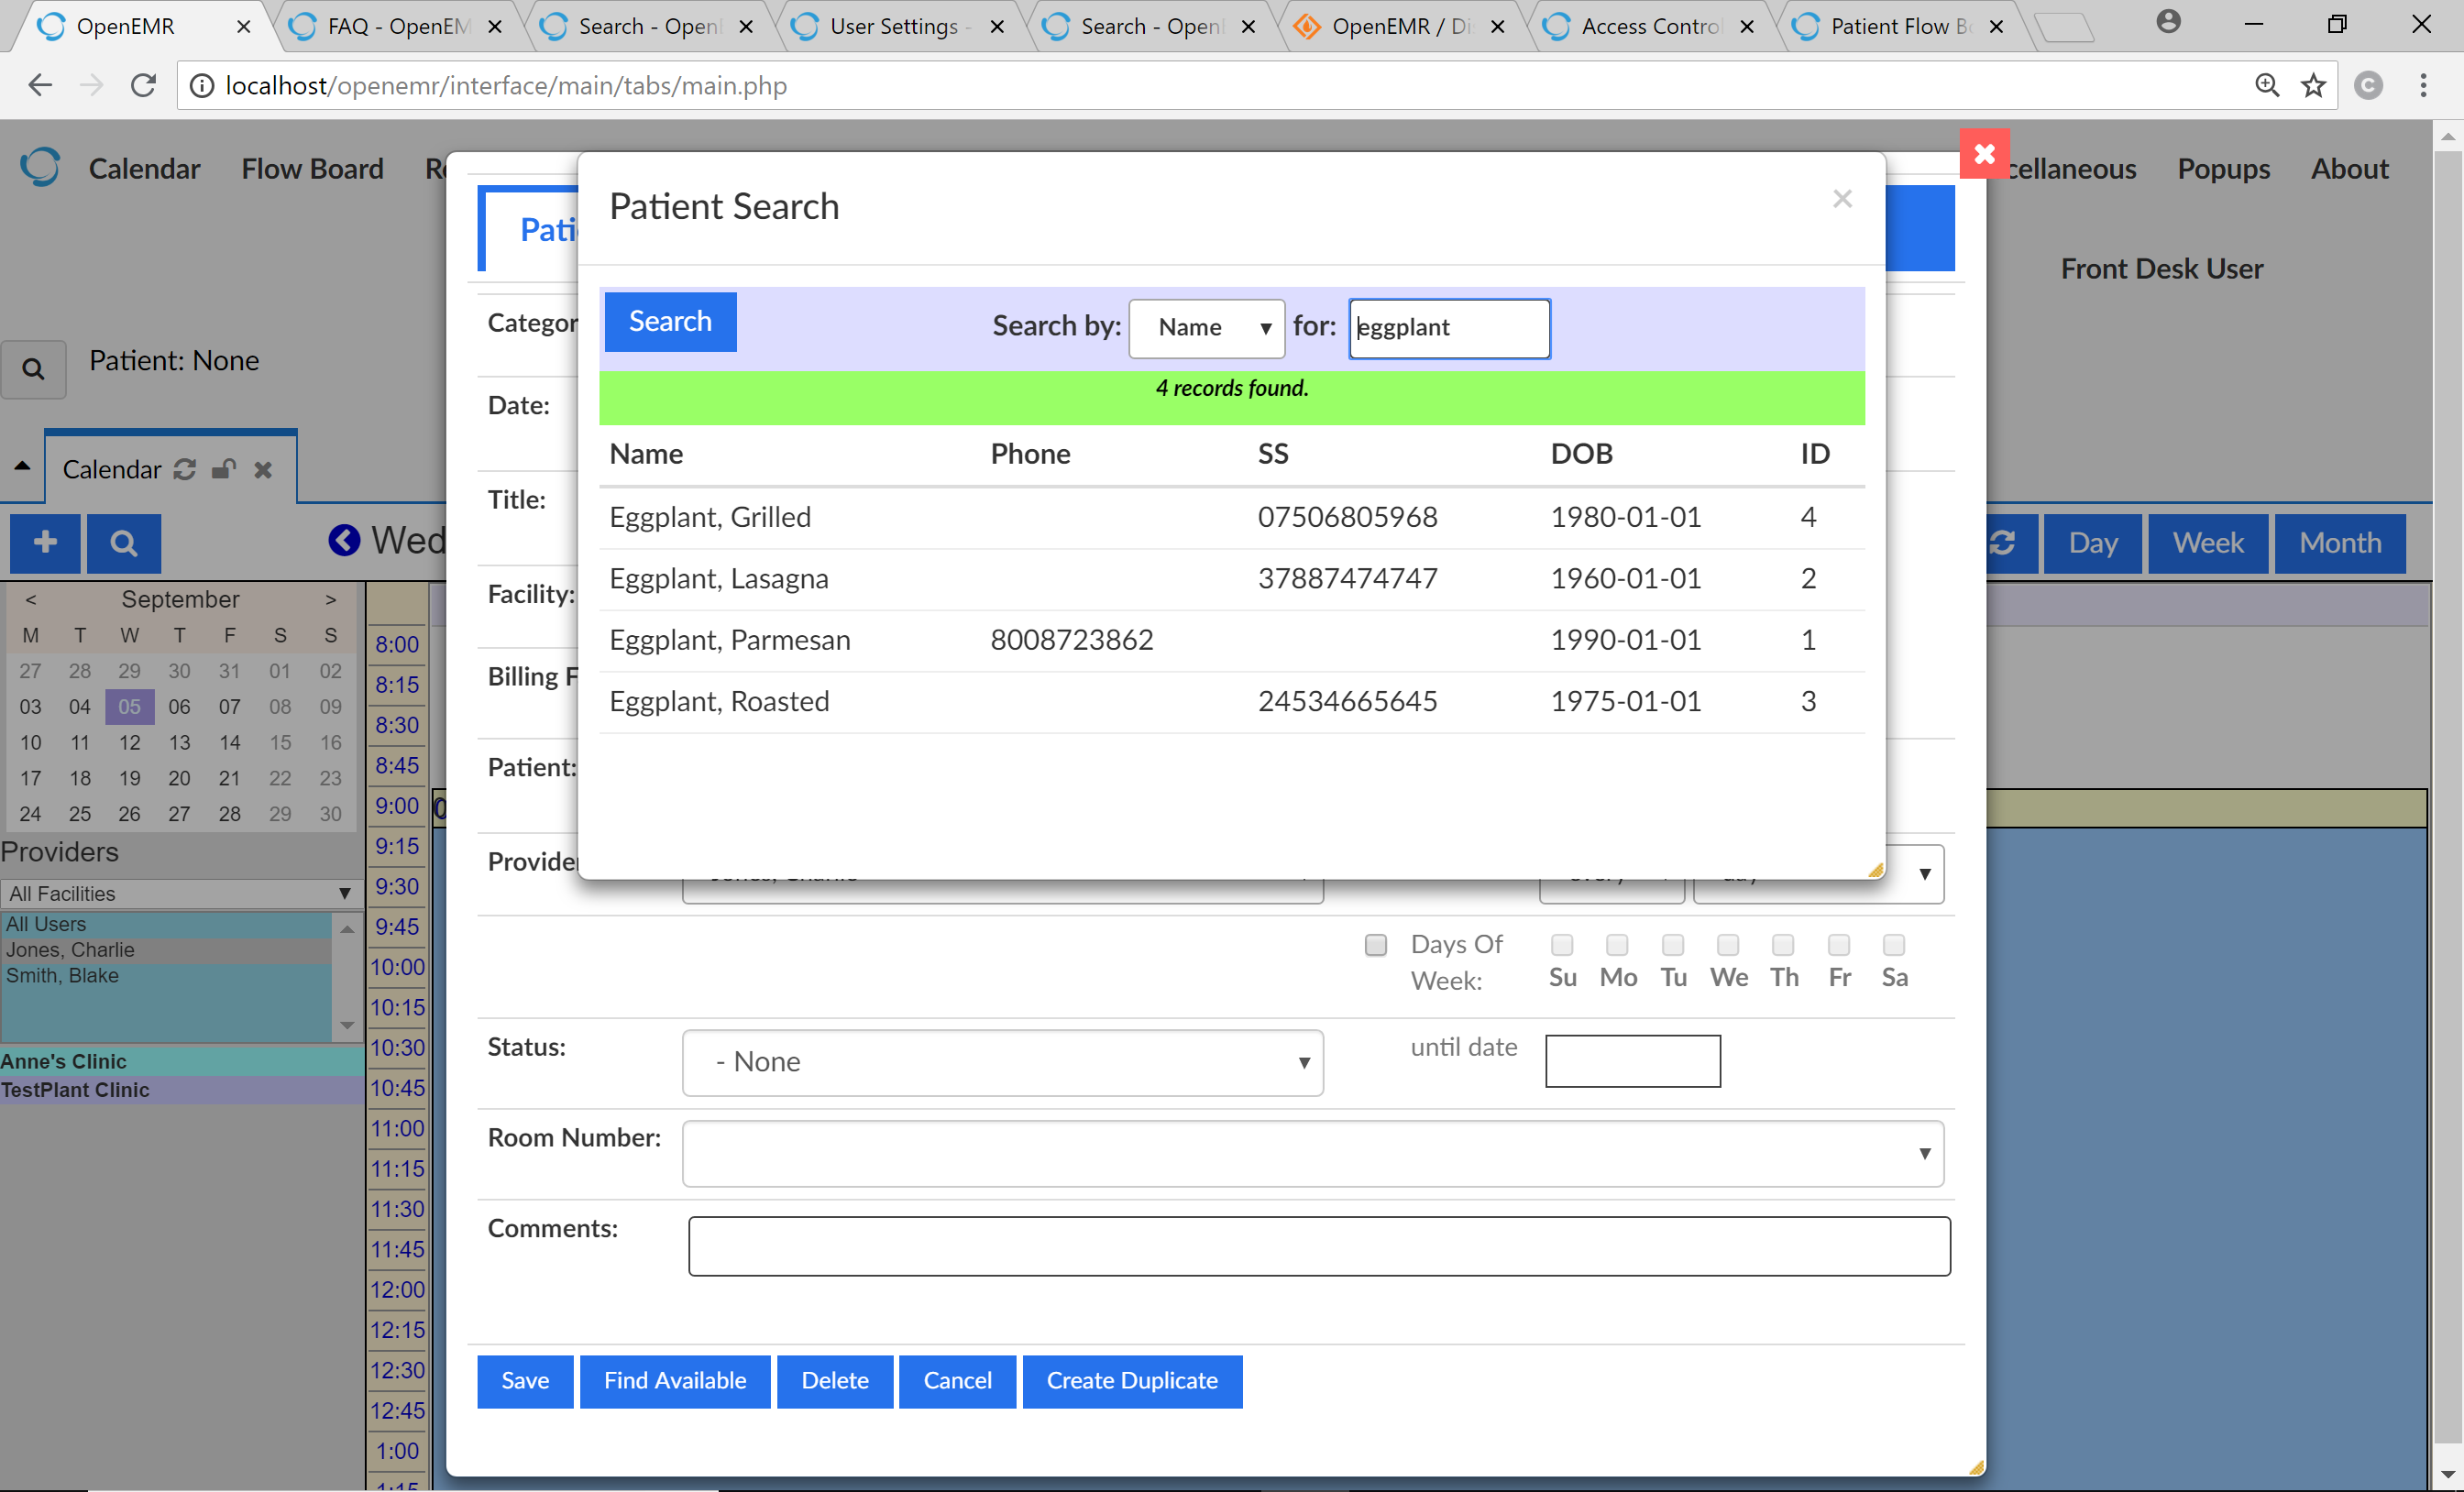 OpenEMR
FAQ - OpenEM
Search - Open
User Settings -
Search - Open
OpenEMR / Di
Access Contro
Patient Flow B
localhost/openemr/interface/main/tabs/main.php
Calendar Flow Board Re
cellaneous Popups About
Front Desk User
Patient: None
Calendar
Wed
Day Week Month
< September >
M T W T F S S
27 28 29 30 31 01 02
03 04 05 06 07 08 09
10 11 12 13 14 15 16
17 18 19 20 21 22 23
24 25 26 27 28 29 30
Providers
All Facilities
All Users
Jones, Charlie
Smith, Blake
Anne's Clinic
TestPlant Clinic
8:00
8:15
8:30
8:45
9:00
9:15
9:30
9:45
10:00
10:15
10:30
10:45
11:00
11:15
11:30
11:45
12:00
12:15
12:30
12:45
1:00
1:15
Patient Search
Search
Search by: Name for: eggplant
4 records found.
Name Phone SS DOB ID
Eggplant, Grilled 07506805968 1980-01-01 4
Eggplant, Lasagna 37887474747 1960-01-01 2
Eggplant, Parmesan 8008723862 1990-01-01 1
Eggplant, Roasted 24534665645 1975-01-01 3
Pati
Categor
Date:
Title:
Facility:
Billing F
Patient:
Provider
Jones, Charlie every day
Days Of
Week:
Su Mo Tu We Th Fr Sa
Status: - None until date
Room Number:
Comments:
Save Find Available Delete Cancel Create Duplicate